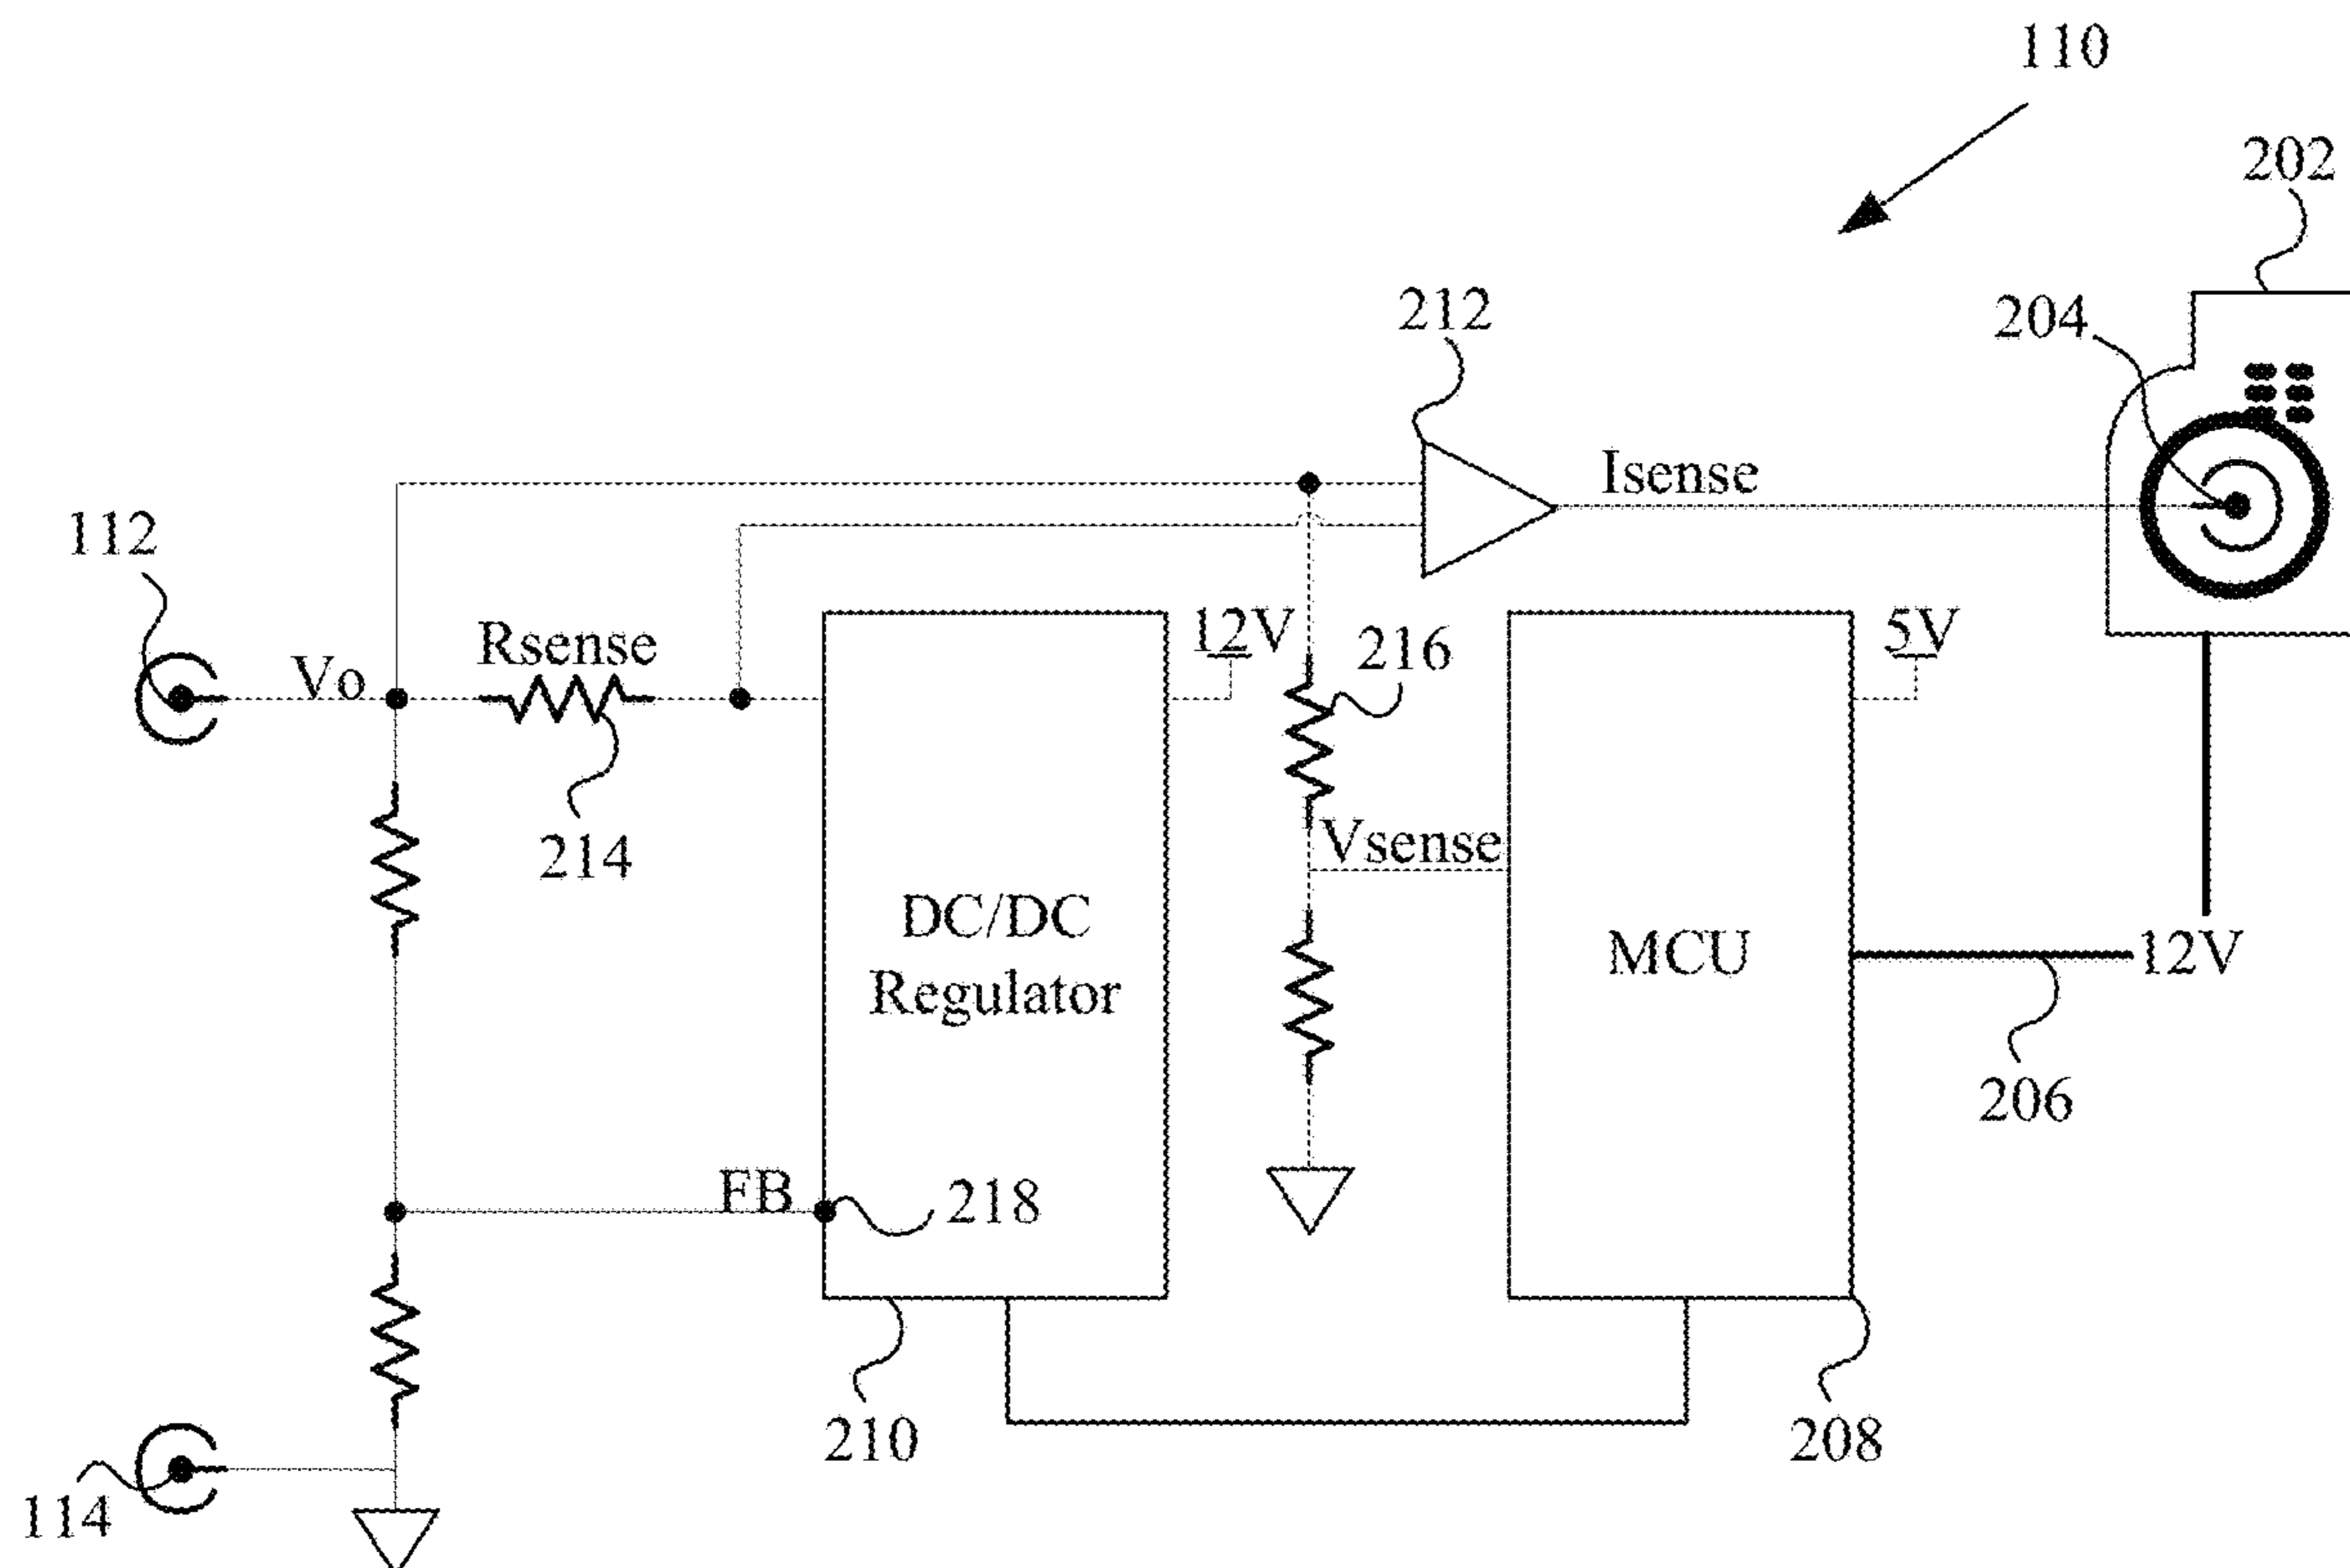 110
202
212
204
Isense
112
12V
5V
Rsense
216
Vo
Vsense
214
DC/DC
Regulator
MCU
12V
206
FB
218
210
208
114